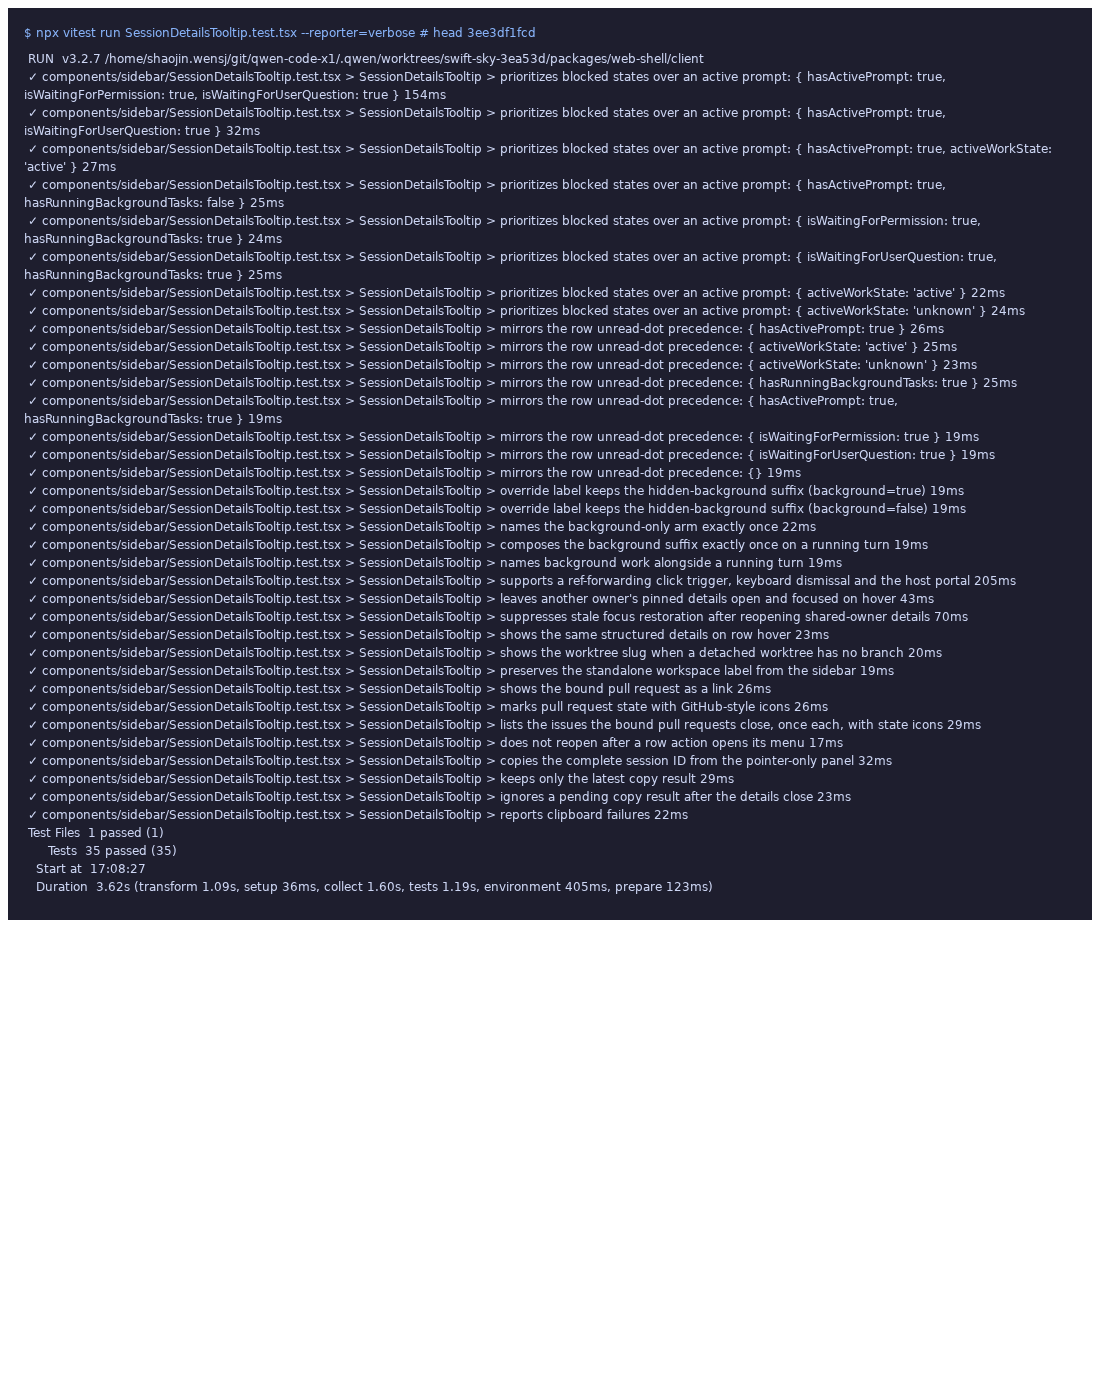 $ npx vitest run SessionDetailsTooltip.test.tsx --reporter=verbose # head 3ee3df1fcd
RUN  v3.2.7 /home/shaojin.wensj/git/qwen-code-x1/.qwen/worktrees/swift-sky-3ea53d/packages/web-shell/client
✓ components/sidebar/SessionDetailsTooltip.test.tsx > SessionDetailsTooltip > prioritizes blocked states over an active prompt: { hasActivePrompt: true,
isWaitingForPermission: true, isWaitingForUserQuestion: true } 154ms
✓ components/sidebar/SessionDetailsTooltip.test.tsx > SessionDetailsTooltip > prioritizes blocked states over an active prompt: { hasActivePrompt: true,
isWaitingForUserQuestion: true } 32ms
✓ components/sidebar/SessionDetailsTooltip.test.tsx > SessionDetailsTooltip > prioritizes blocked states over an active prompt: { hasActivePrompt: true, activeWorkState:
'active' } 27ms
✓ components/sidebar/SessionDetailsTooltip.test.tsx > SessionDetailsTooltip > prioritizes blocked states over an active prompt: { hasActivePrompt: true,
hasRunningBackgroundTasks: false } 25ms
✓ components/sidebar/SessionDetailsTooltip.test.tsx > SessionDetailsTooltip > prioritizes blocked states over an active prompt: { isWaitingForPermission: true,
hasRunningBackgroundTasks: true } 24ms
✓ components/sidebar/SessionDetailsTooltip.test.tsx > SessionDetailsTooltip > prioritizes blocked states over an active prompt: { isWaitingForUserQuestion: true,
hasRunningBackgroundTasks: true } 25ms
✓ components/sidebar/SessionDetailsTooltip.test.tsx > SessionDetailsTooltip > prioritizes blocked states over an active prompt: { activeWorkState: 'active' } 22ms
✓ components/sidebar/SessionDetailsTooltip.test.tsx > SessionDetailsTooltip > prioritizes blocked states over an active prompt: { activeWorkState: 'unknown' } 24ms
✓ components/sidebar/SessionDetailsTooltip.test.tsx > SessionDetailsTooltip > mirrors the row unread-dot precedence: { hasActivePrompt: true } 26ms
✓ components/sidebar/SessionDetailsTooltip.test.tsx > SessionDetailsTooltip > mirrors the row unread-dot precedence: { activeWorkState: 'active' } 25ms
✓ components/sidebar/SessionDetailsTooltip.test.tsx > SessionDetailsTooltip > mirrors the row unread-dot precedence: { activeWorkState: 'unknown' } 23ms
✓ components/sidebar/SessionDetailsTooltip.test.tsx > SessionDetailsTooltip > mirrors the row unread-dot precedence: { hasRunningBackgroundTasks: true } 25ms
✓ components/sidebar/SessionDetailsTooltip.test.tsx > SessionDetailsTooltip > mirrors the row unread-dot precedence: { hasActivePrompt: true,
hasRunningBackgroundTasks: true } 19ms
✓ components/sidebar/SessionDetailsTooltip.test.tsx > SessionDetailsTooltip > mirrors the row unread-dot precedence: { isWaitingForPermission: true } 19ms
✓ components/sidebar/SessionDetailsTooltip.test.tsx > SessionDetailsTooltip > mirrors the row unread-dot precedence: { isWaitingForUserQuestion: true } 19ms
✓ components/sidebar/SessionDetailsTooltip.test.tsx > SessionDetailsTooltip > mirrors the row unread-dot precedence: {} 19ms
✓ components/sidebar/SessionDetailsTooltip.test.tsx > SessionDetailsTooltip > override label keeps the hidden-background suffix (background=true) 19ms
✓ components/sidebar/SessionDetailsTooltip.test.tsx > SessionDetailsTooltip > override label keeps the hidden-background suffix (background=false) 19ms
✓ components/sidebar/SessionDetailsTooltip.test.tsx > SessionDetailsTooltip > names the background-only arm exactly once 22ms
✓ components/sidebar/SessionDetailsTooltip.test.tsx > SessionDetailsTooltip > composes the background suffix exactly once on a running turn 19ms
✓ components/sidebar/SessionDetailsTooltip.test.tsx > SessionDetailsTooltip > names background work alongside a running turn 19ms
✓ components/sidebar/SessionDetailsTooltip.test.tsx > SessionDetailsTooltip > supports a ref-forwarding click trigger, keyboard dismissal and the host portal 205ms
✓ components/sidebar/SessionDetailsTooltip.test.tsx > SessionDetailsTooltip > leaves another owner's pinned details open and focused on hover 43ms
✓ components/sidebar/SessionDetailsTooltip.test.tsx > SessionDetailsTooltip > suppresses stale focus restoration after reopening shared-owner details 70ms
✓ components/sidebar/SessionDetailsTooltip.test.tsx > SessionDetailsTooltip > shows the same structured details on row hover 23ms
✓ components/sidebar/SessionDetailsTooltip.test.tsx > SessionDetailsTooltip > shows the worktree slug when a detached worktree has no branch 20ms
✓ components/sidebar/SessionDetailsTooltip.test.tsx > SessionDetailsTooltip > preserves the standalone workspace label from the sidebar 19ms
✓ components/sidebar/SessionDetailsTooltip.test.tsx > SessionDetailsTooltip > shows the bound pull request as a link 26ms
✓ components/sidebar/SessionDetailsTooltip.test.tsx > SessionDetailsTooltip > marks pull request state with GitHub-style icons 26ms
✓ components/sidebar/SessionDetailsTooltip.test.tsx > SessionDetailsTooltip > lists the issues the bound pull requests close, once each, with state icons 29ms
✓ components/sidebar/SessionDetailsTooltip.test.tsx > SessionDetailsTooltip > does not reopen after a row action opens its menu 17ms
✓ components/sidebar/SessionDetailsTooltip.test.tsx > SessionDetailsTooltip > copies the complete session ID from the pointer-only panel 32ms
✓ components/sidebar/SessionDetailsTooltip.test.tsx > SessionDetailsTooltip > keeps only the latest copy result 29ms
✓ components/sidebar/SessionDetailsTooltip.test.tsx > SessionDetailsTooltip > ignores a pending copy result after the details close 23ms
✓ components/sidebar/SessionDetailsTooltip.test.tsx > SessionDetailsTooltip > reports clipboard failures 22ms
Test Files  1 passed (1)
Tests  35 passed (35)
Start at  17:08:27
Duration  3.62s (transform 1.09s, setup 36ms, collect 1.60s, tests 1.19s, environment 405ms, prepare 123ms)